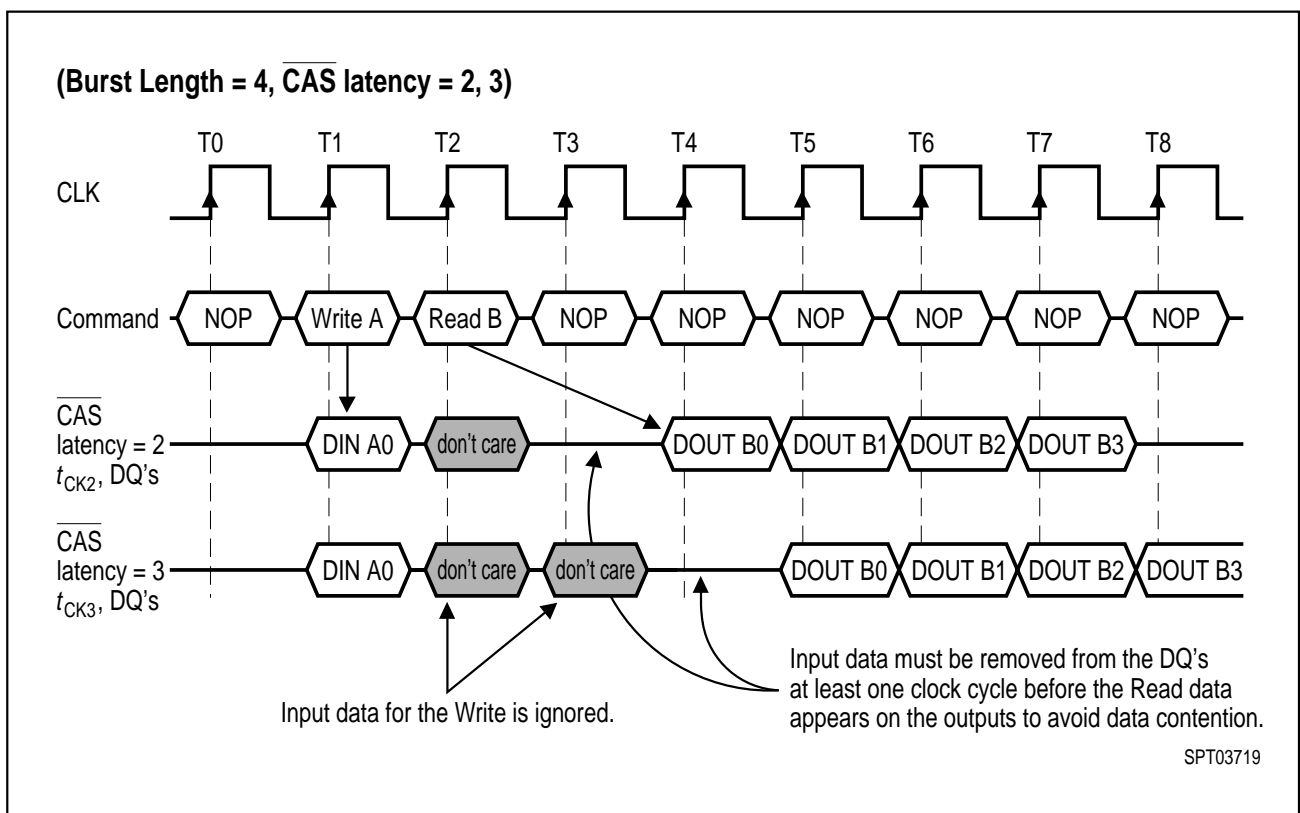 (Burst Length = 4, CAS latency = 2, 3)
T0 T1 T2 T3 T4 T5 T6 T7 T8
CLK
Command NOP Write A Read B NOP NOP NOP NOP NOP NOP
CAS
latency = 2
tCK2, DQ's
DIN A0 don't care DOUT B0 DOUT B1 DOUT B2 DOUT B3
CAS
latency = 3
tCK3, DQ's
DIN A0 don't care don't care DOUT B0 DOUT B1 DOUT B2 DOUT B3
Input data for the Write is ignored.
Input data must be removed from the DQ's
at least one clock cycle before the Read data
appears on the outputs to avoid data contention.
SPT03719